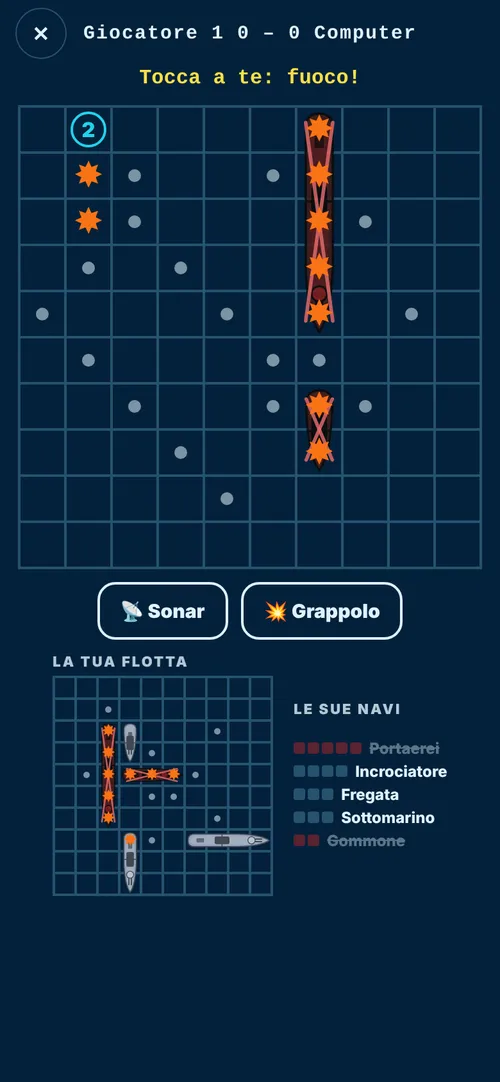 ✕ Giocatore 1 0 – 0 Computer
Tocca a te: fuoco!
2
📡 Sonar 💥 Grappolo
LA TUA FLOTTA
LE SUE NAVI
Portaerei
Incrociatore
Fregata
Sottomarino
Gommone